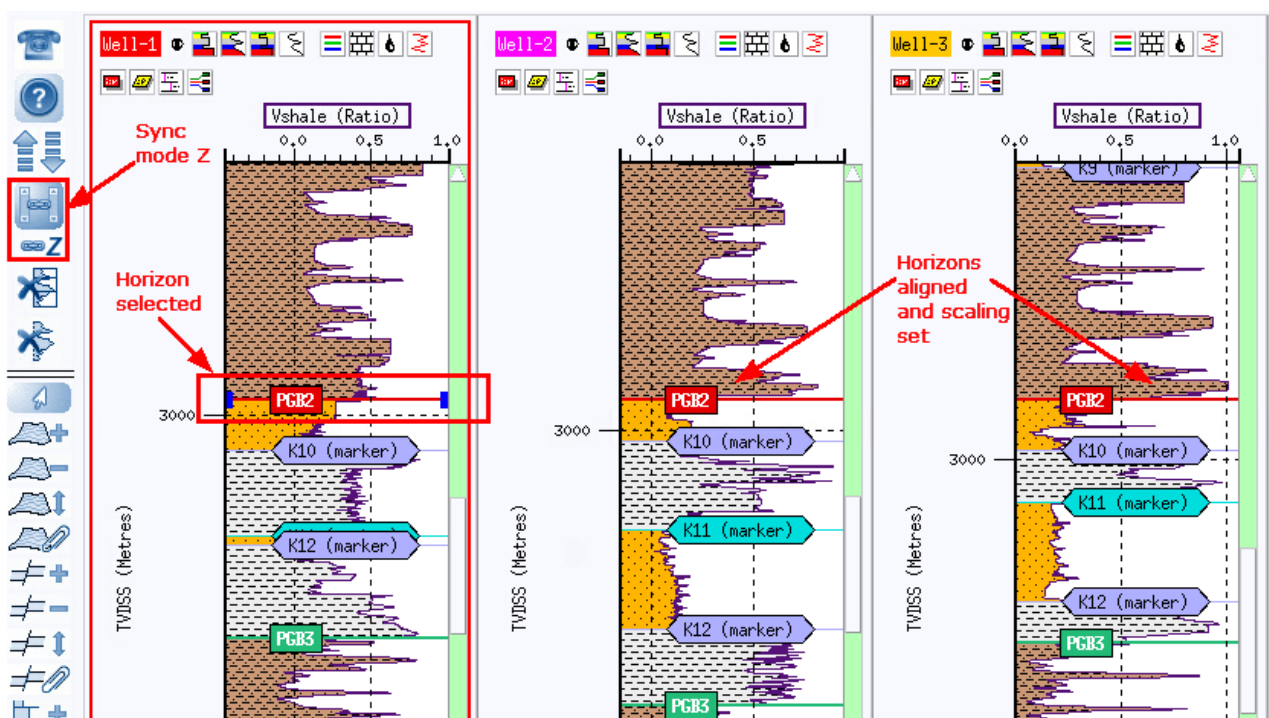 Well-1
Well-2
Well-3
Vshale (Ratio)
Vshale (Ratio)
Vshale (Ratio)
Sync
mode Z
0.0 0.5 1.0
0.0 0.5
0.0 0.5 1.0
K9 (marker)
Z
Horizon
selected
Horizons
aligned
and scaling
set
PGB2
PGB2
PGB2
3000
3000
3000
K10 (marker)
K10 (marker)
K10 (marker)
K11 (marker)
K11 (marker)
K12 (marker)
K12 (marker)
K12 (marker)
TVDSS (Metres)
TVDSS (Metres)
TVDSS (Metres)
PGB3
PGB3
PGB3